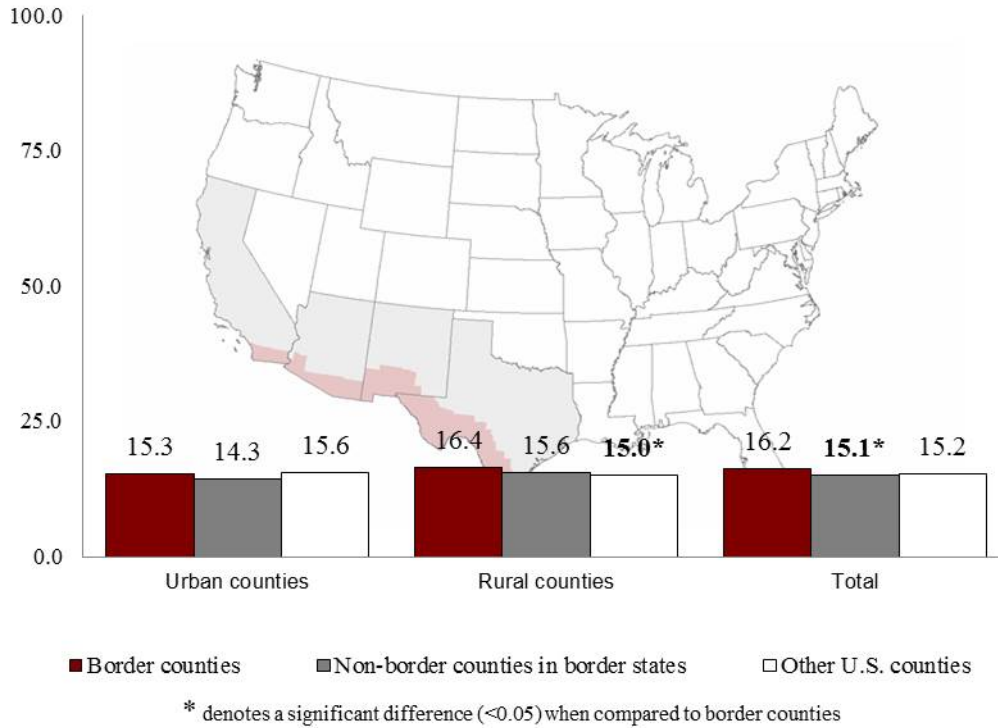 100.0
75.0
50.0
25.0
0.0
15.3 14.3 15.6 16.4 15.6 15.0* 16.2 15.1* 15.2
Urban counties Rural counties Total
Border counties Non-border counties in border states Other U.S. counties
* denotes a significant difference (<0.05) when compared to border counties